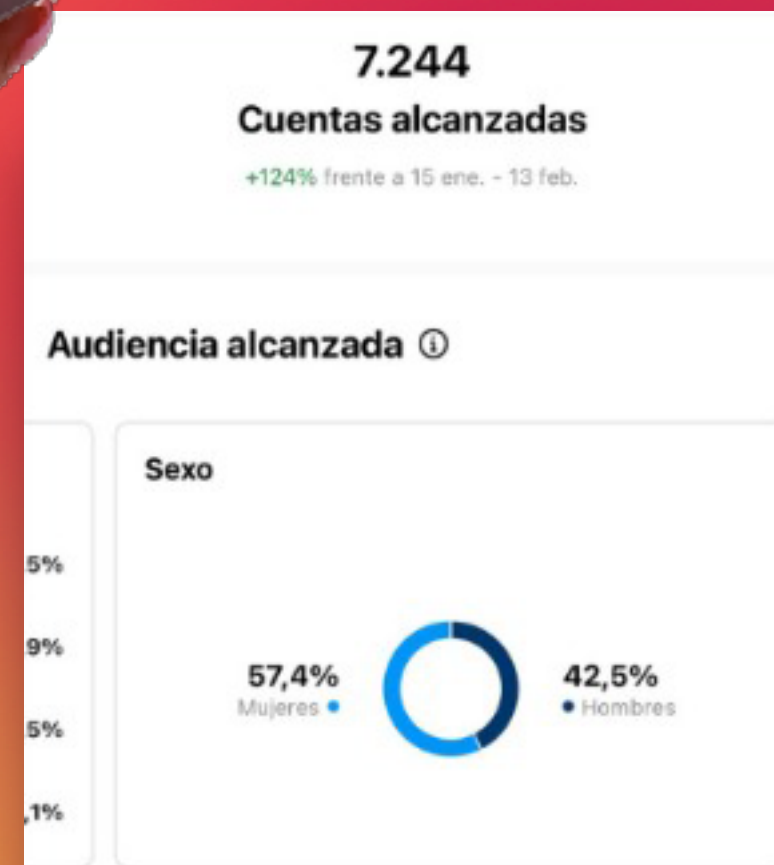 7.244
Cuentas alcanzadas
+124% frente a 15 ene. - 13 feb.
Audiencia alcanzada
5%
9%
5%
,1%
Sexo
57,4%
Mujeres
42,5%
Hombres